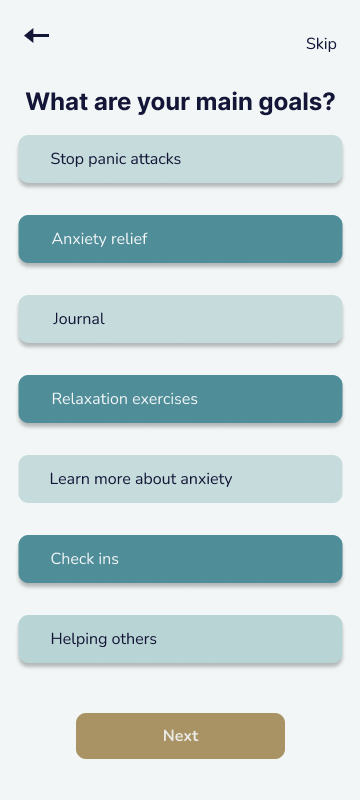 Skip
What are your main goals?
Stop panic attacks
Anxiety relief
Journal
Relaxation exercises
Learn more about anxiety
Check ins
Helping others
Next